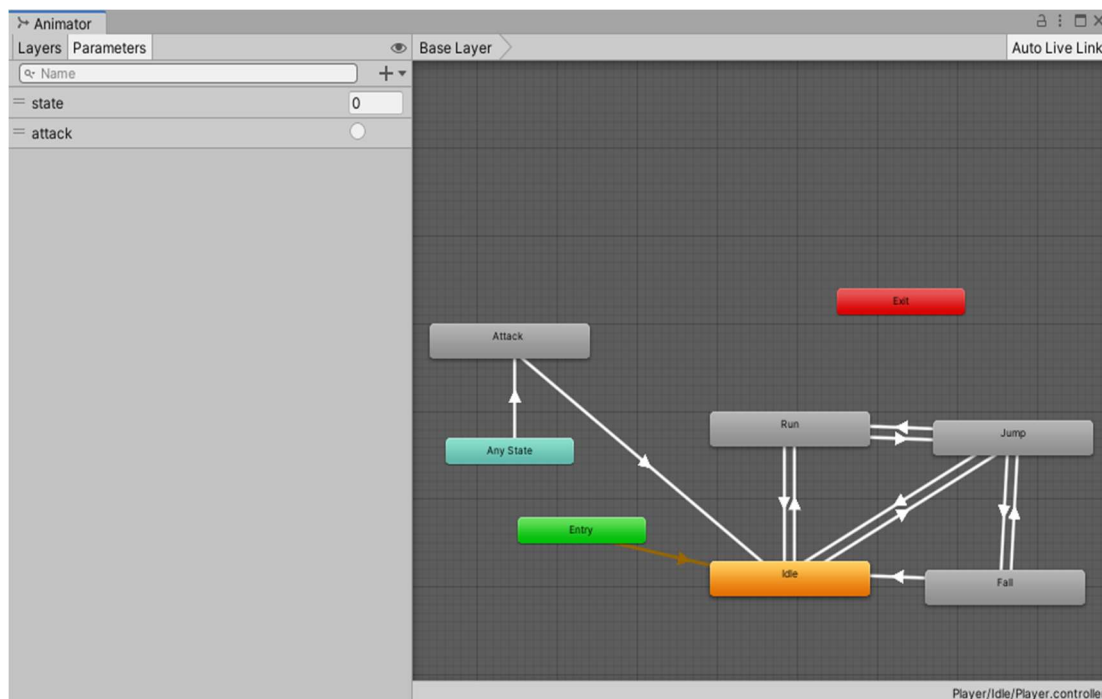 Animator
Layers Parameters
Base Layer
Auto Live Link
Name
state 0
attack
Exit
Attack
Run
Jump
Any State
Entry
Idle
Fall
Player/Idle/Player.controlle